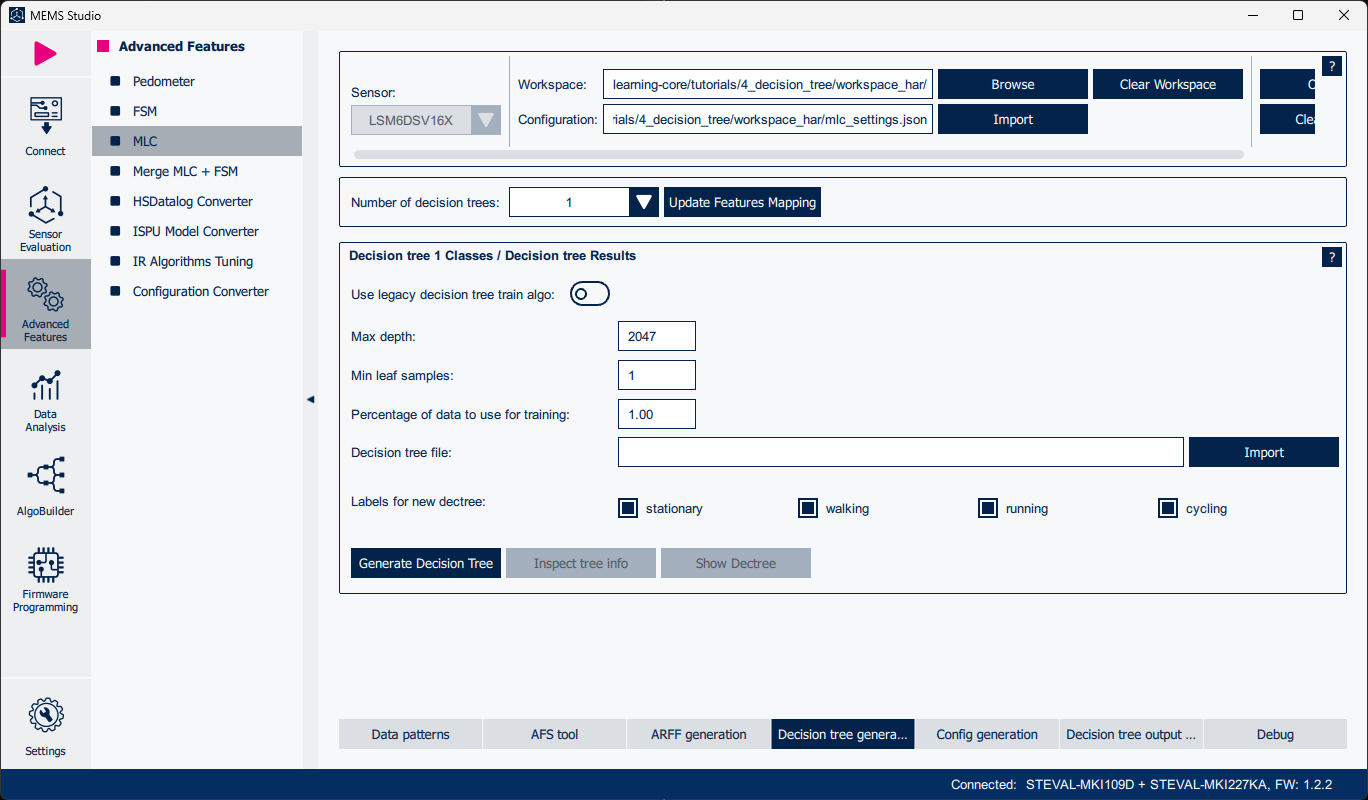 MEMS Studio
Connect
Sensor
Evaluation
Advanced
Features
Data
Analysis
AlgoBuilder
Firmware
Programming
Settings
Advanced Features
Pedometer
FSM
MLC
Merge MLC + FSM
HSDatalog Converter
ISPU Model Converter
IR Algorithms Tuning
Configuration Converter
Sensor:
LSM6DSV16X
Workspace: learning-core/tutorials/4_decision_tree/workspace_har/ Browse Clear Workspace
Configuration: rials/4_decision_tree/workspace_har/mlc_settings.json Import Clea
?
Number of decision trees: 1 Update Features Mapping
Decision tree 1 Classes / Decision tree Results ?
Use legacy decision tree train algo:
Max depth: 2047
Min leaf samples: 1
Percentage of data to use for training: 1.00
Decision tree file: Import
Labels for new dectree: stationary walking running cycling
Generate Decision Tree Inspect tree info Show Dectree
Data patterns AFS tool ARFF generation Decision tree genera... Config generation Decision tree output ... Debug
Connected: STEVAL-MKI109D + STEVAL-MKI227KA, FW: 1.2.2